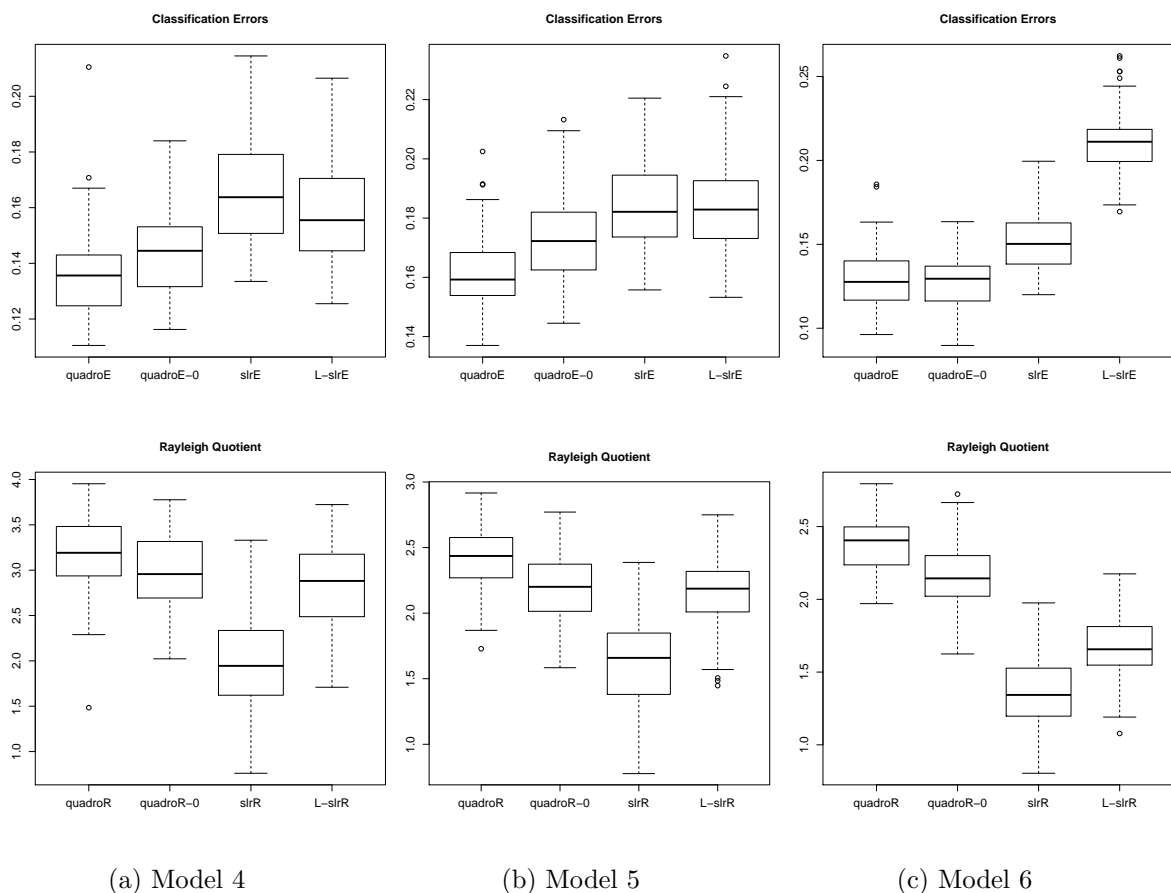 Classification Errors
0.12 0.14 0.16 0.18 0.20
quadroE quadroE−0 slrE L−slrE
Classification Errors
0.14 0.16 0.18 0.20 0.22
quadroE quadroE−0 slrE L−slrE
Classification Errors
0.10 0.15 0.20 0.25
quadroE quadroE−0 slrE L−slrE
Rayleigh Quotient
1.0 1.5 2.0 2.5 3.0 3.5 4.0
quadroR quadroR−0 slrR L−slrR
Rayleigh Quotient
1.0 1.5 2.0 2.5 3.0
quadroR quadroR−0 slrR L−slrR
Rayleigh Quotient
1.0 1.5 2.0 2.5
quadroR quadroR−0 slrR L−slrR
(a) Model 4
(b) Model 5
(c) Model 6